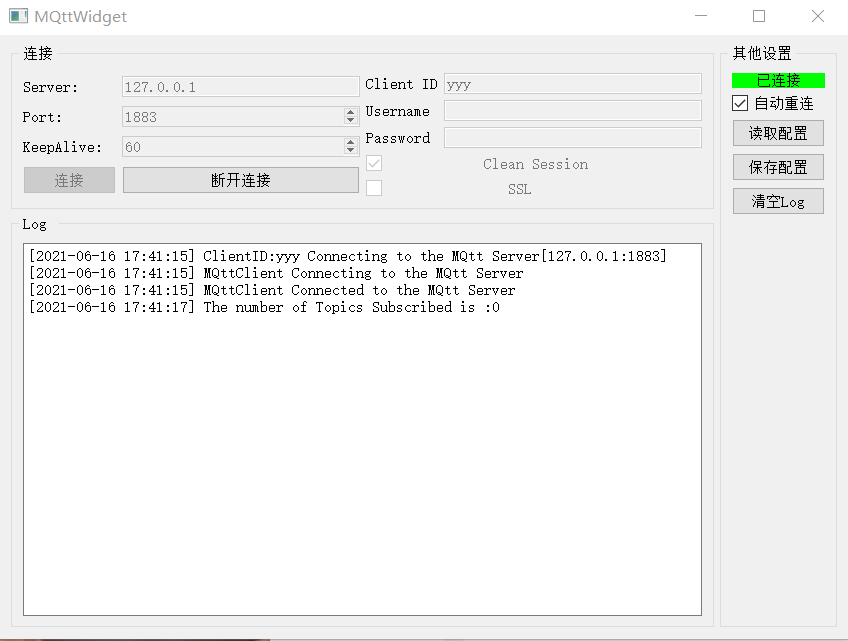 MQttWidget
连接
Server:
127.0.0.1
Port:
1883
KeepAlive:
60
连接
断开连接
Client ID
yyy
Username
Password
Clean Session
SSL
其他设置
已连接
自动重连
读取配置
保存配置
清空Log
Log
[2021-06-16 17:41:15] ClientID:yyy Connecting to the MQtt Server[127.0.0.1:1883]
[2021-06-16 17:41:15] MQttClient Connecting to the MQtt Server
[2021-06-16 17:41:15] MQttClient Connected to the MQtt Server
[2021-06-16 17:41:17] The number of Topics Subscribed is :0